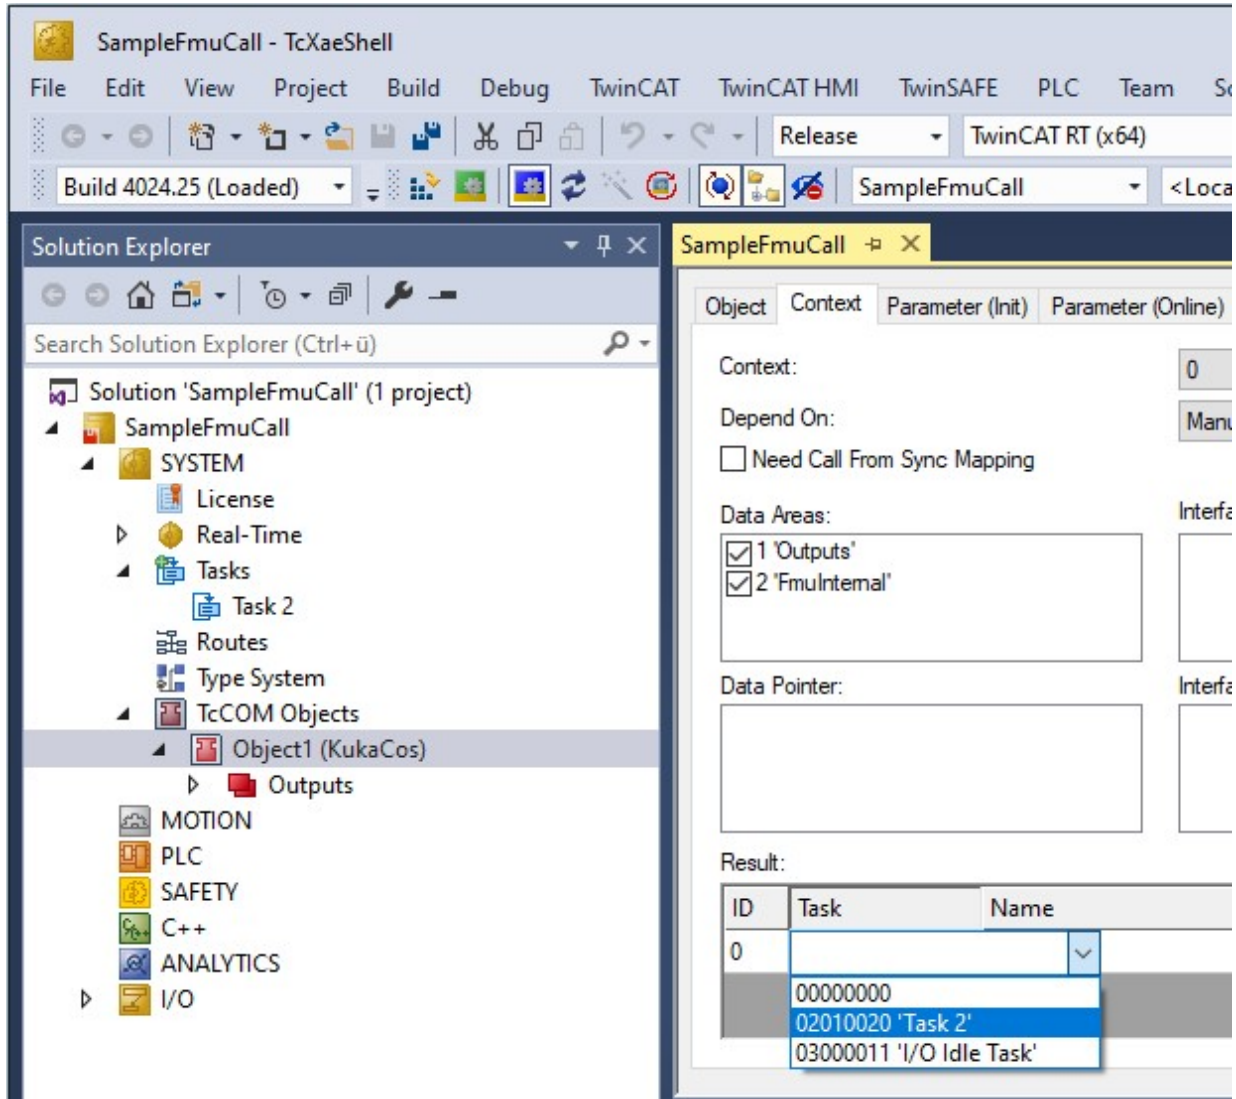 SampleFmuCall - TcXaeShell
File Edit View Project Build Debug TwinCAT TwinCAT HMI TwinSAFE PLC Team
Release TwinCAT RT (x64)
Build 4024.25 (Loaded) SampleFmuCall <Loca
Solution Explorer
SampleFmuCall
Object Context Parameter (Init) Parameter (Online)
Search Solution Explorer (Ctrl+ü)
Context: 0
Solution 'SampleFmuCall' (1 project)
Depend On: Manu
SampleFmuCall
Need Call From Sync Mapping
SYSTEM
License
Data Areas: Interfa
Real-Time
1 'Outputs'
Tasks
2 'FmuInternal'
Task 2
Routes
Type System
Data Pointer: Interfa
TcCOM Objects
Object1 (KukaCos)
Outputs
MOTION
PLC
Result:
SAFETY
ID Task Name
C++
0
ANALYTICS
I/O
00000000
02010020 'Task 2'
03000011 'I/O Idle Task'